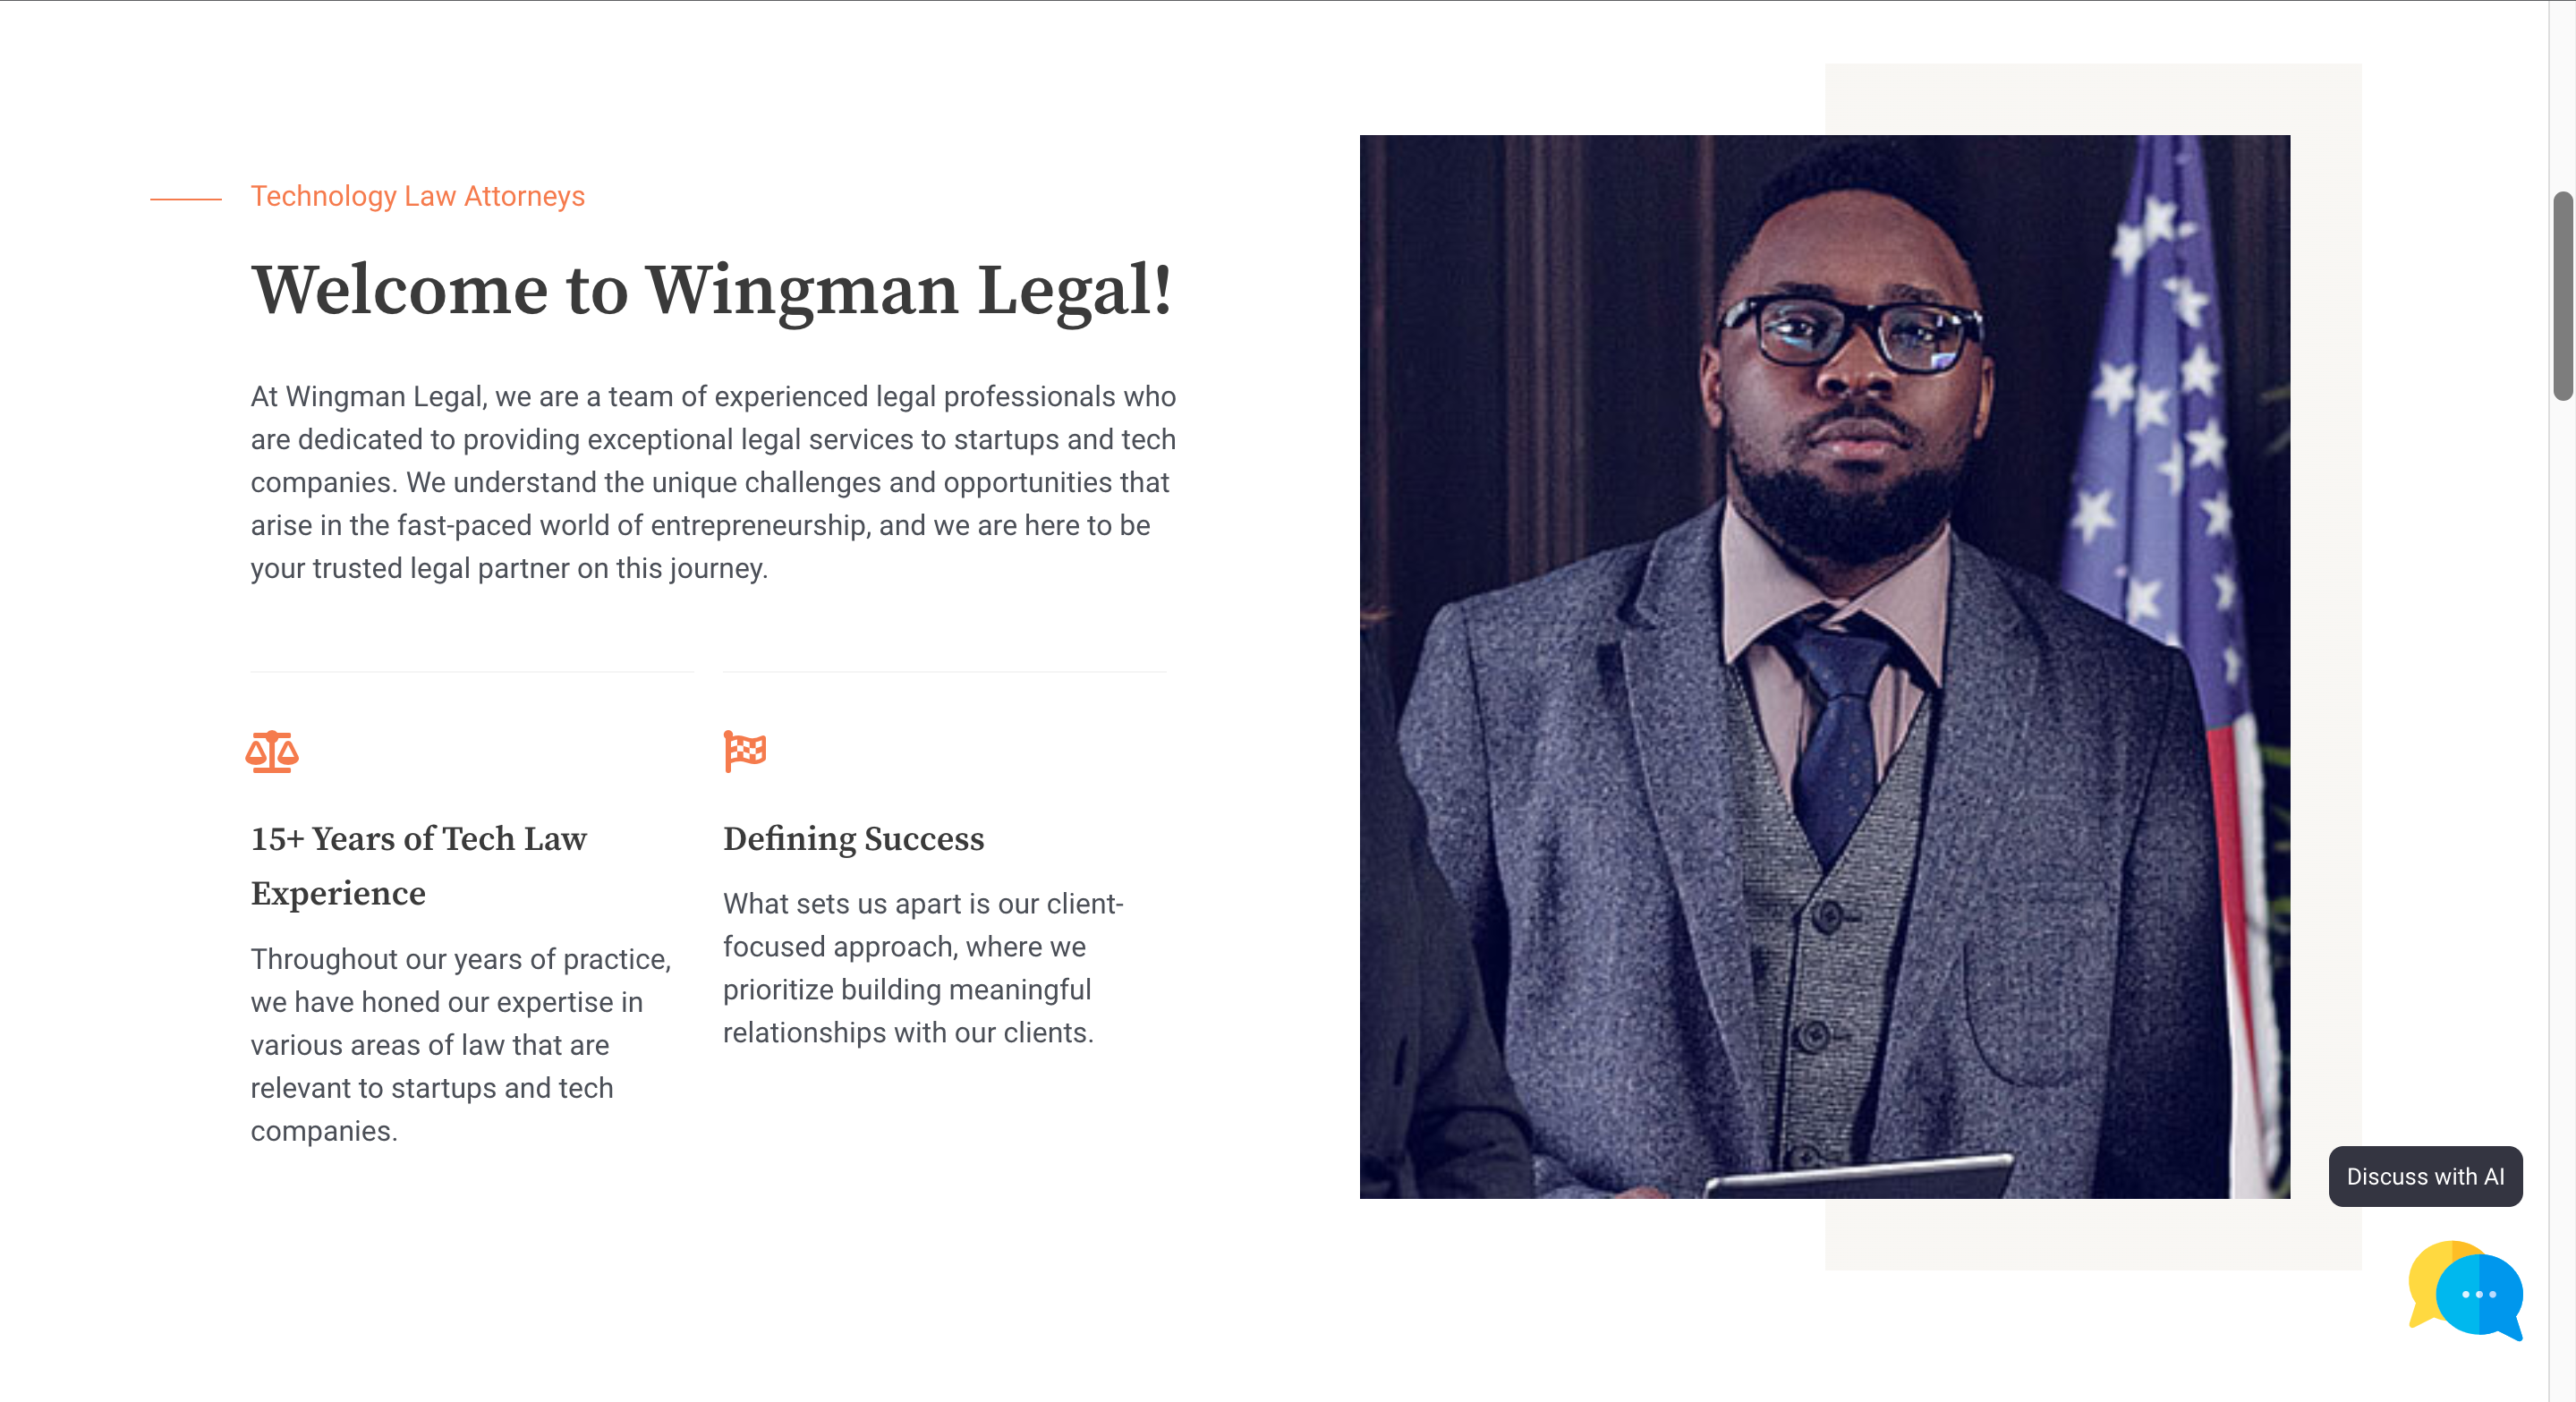 Technology Law Attorneys
Welcome to Wingman Legal!
At Wingman Legal, we are a team of experienced legal professionals who
are dedicated to providing exceptional legal services to startups and tech
companies. We understand the unique challenges and opportunities that
arise in the fast-paced world of entrepreneurship, and we are here to be
your trusted legal partner on this journey.
15+ Years of Tech Law
Experience
Throughout our years of practice,
we have honed our expertise in
various areas of law that are
relevant to startups and tech
companies.
Defining Success
What sets us apart is our client-
focused approach, where we
prioritize building meaningful
relationships with our clients.
Discuss with AI